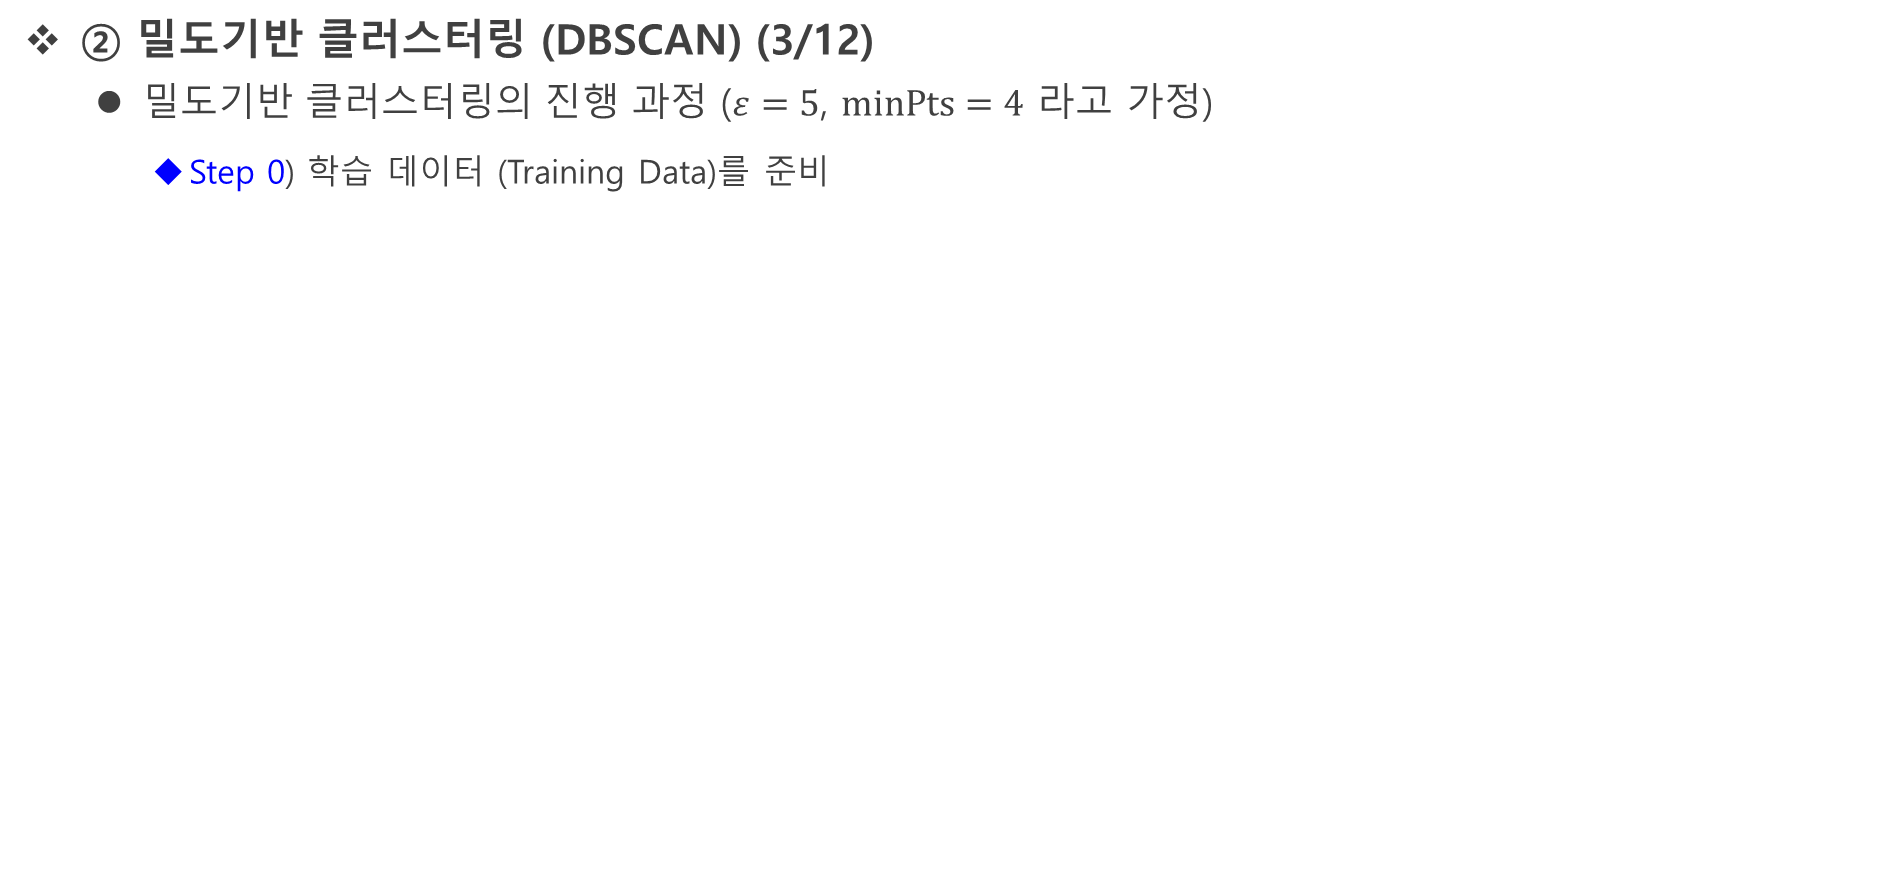 ❖ ② 밀도기반 클러스터링 (DBSCAN) (3/12)
● 밀도기반 클러스터링의 진행 과정 (𝜀 = 5, minPts = 4 라고 가정)
◆ Step 0) 학습 데이터 (Training Data)를 준비